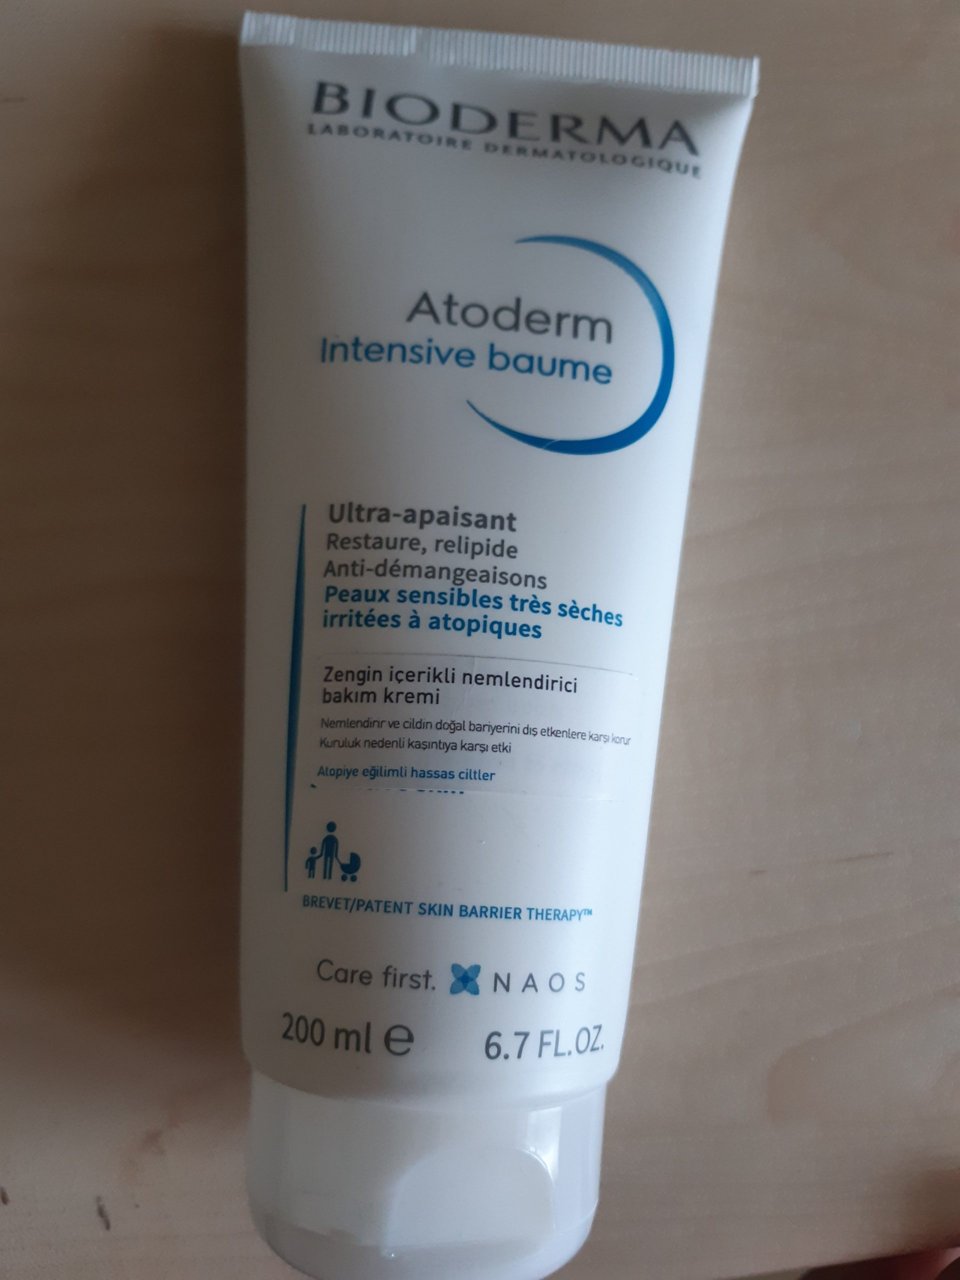 BIODERMA
LABORATOIRE DERMATOLOGIQUE
Atoderm
Intensive baume
Ultra-apaisant
Restaure, relipide
Anti-démangeaisons
Peaux sensibles très sèches
irritées à atopiques
Zengin içerikli nemlendirici
bakım kremi
Nemlendirir ve cildin doğal bariyerini dış etkenlere karşı korur
Kuruluk nedenli kaşıntıya karşı etki
Atopiye eğilimli hassas ciltler
BREVET/PATENT SKIN BARRIER THERAPY™
Care first. NAOS
200 ml e 6.7 FL.OZ.